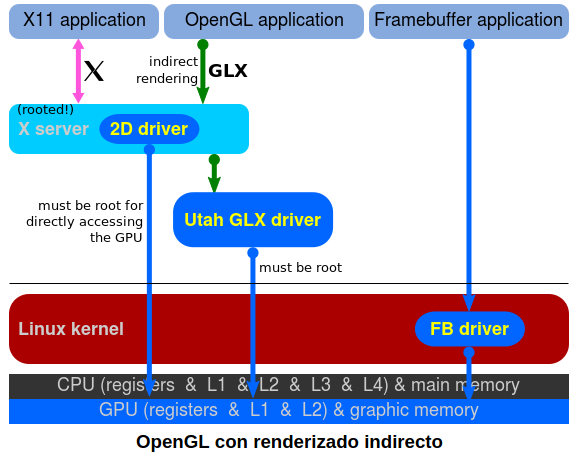 X11 application
OpenGL application
Framebuffer application
X
indirect
rendering
GLX
(rooted!)
X server
2D driver
must be root for
directly accessing
the GPU
Utah GLX driver
must be root
Linux kernel
FB driver
CPU (registers & L1 & L2 & L3 & L4) & main memory
GPU (registers & L1 & L2) & graphic memory
OpenGL con renderizado indirecto